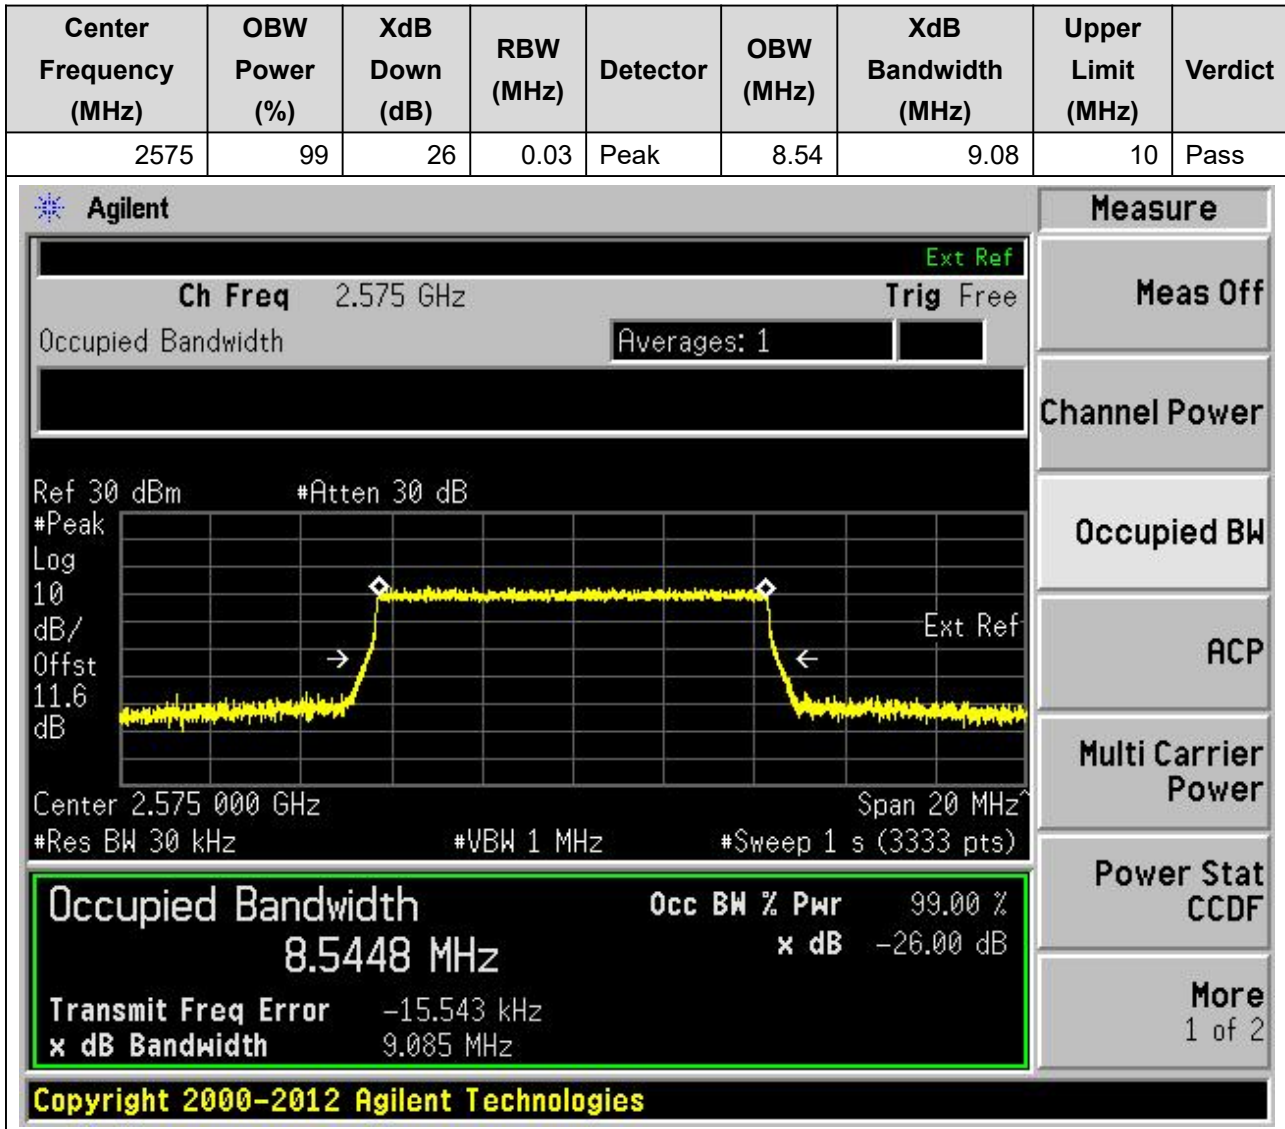 Center Frequency (MHz) OBW Power (%) XdB Down (dB) RBW (MHz) Detector OBW (MHz) XdB Bandwidth (MHz) Upper Limit (MHz) Verdict
2575 99 26 0.03 Peak 8.54 9.08 10 Pass
Agilent
Measure
Ext Ref
Ch Freq 2.575 GHz Trig Free
Meas Off
Occupied Bandwidth Averages: 1
Channel Power
Ref 30 dBm #Atten 30 dB
#Peak
Log
10
dB/
Offst
11.6
dB
Ext Ref
Occupied BW
ACP
Center 2.575 000 GHz Span 20 MHz^
#Res BW 30 kHz #VBW 1 MHz #Sweep 1 s (3333 pts)
Multi Carrier
Power
Occupied Bandwidth Occ BW % Pwr 99.00 %
8.5448 MHz x dB -26.00 dB
Power Stat
CCDF
Transmit Freq Error -15.543 kHz
x dB Bandwidth 9.085 MHz
More
1 of 2
Copyright 2000-2012 Agilent Technologies